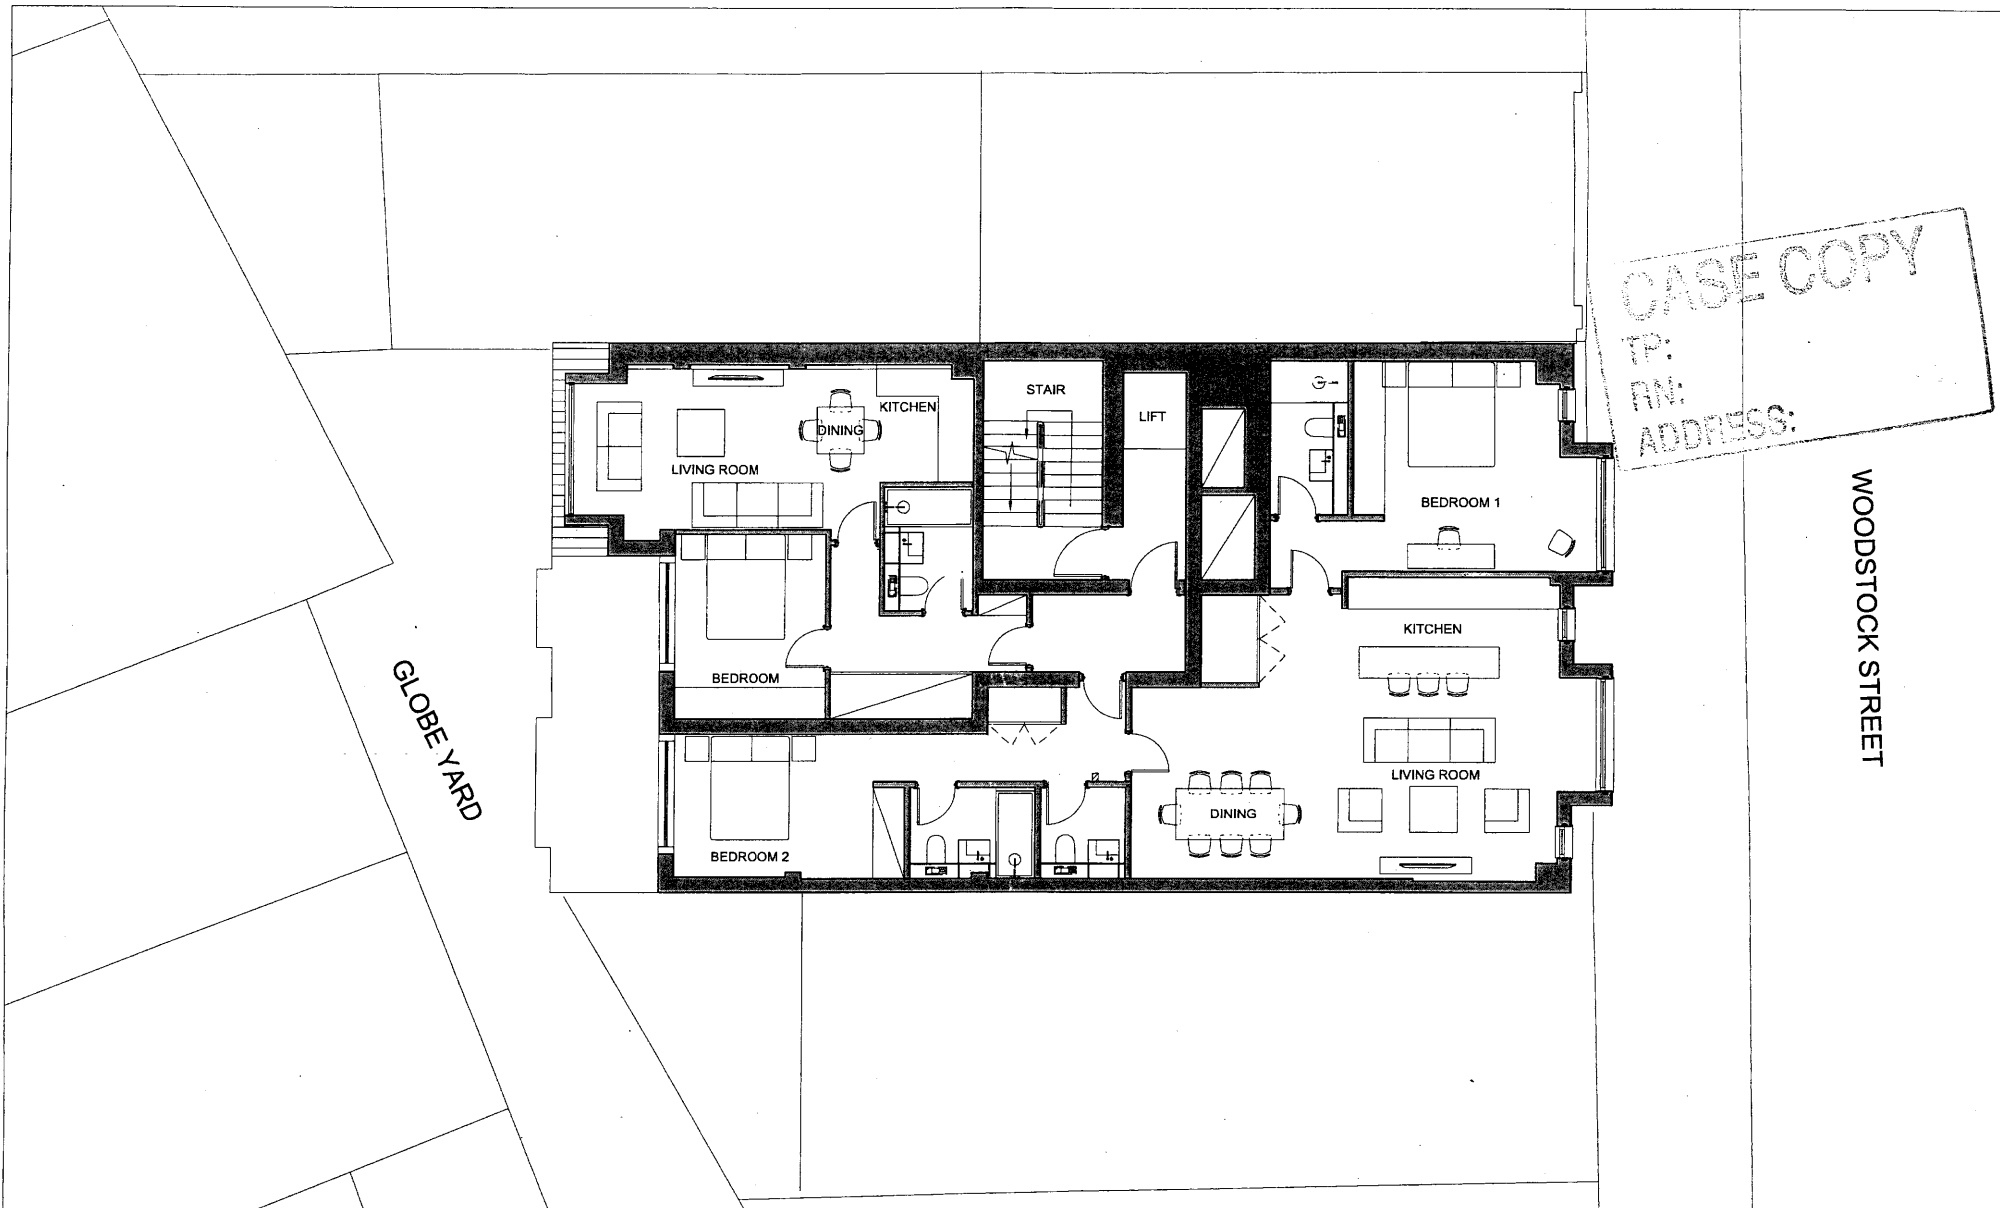 CASE COPY
TP:
RN:
ADDRESS:
STAIR
LIFT
KITCHEN
DINING
LIVING ROOM
BEDROOM 1
WOODSTOCK STREET
KITCHEN
BEDROOM
GLOBE YARD
LIVING ROOM
DINING
BEDROOM 2